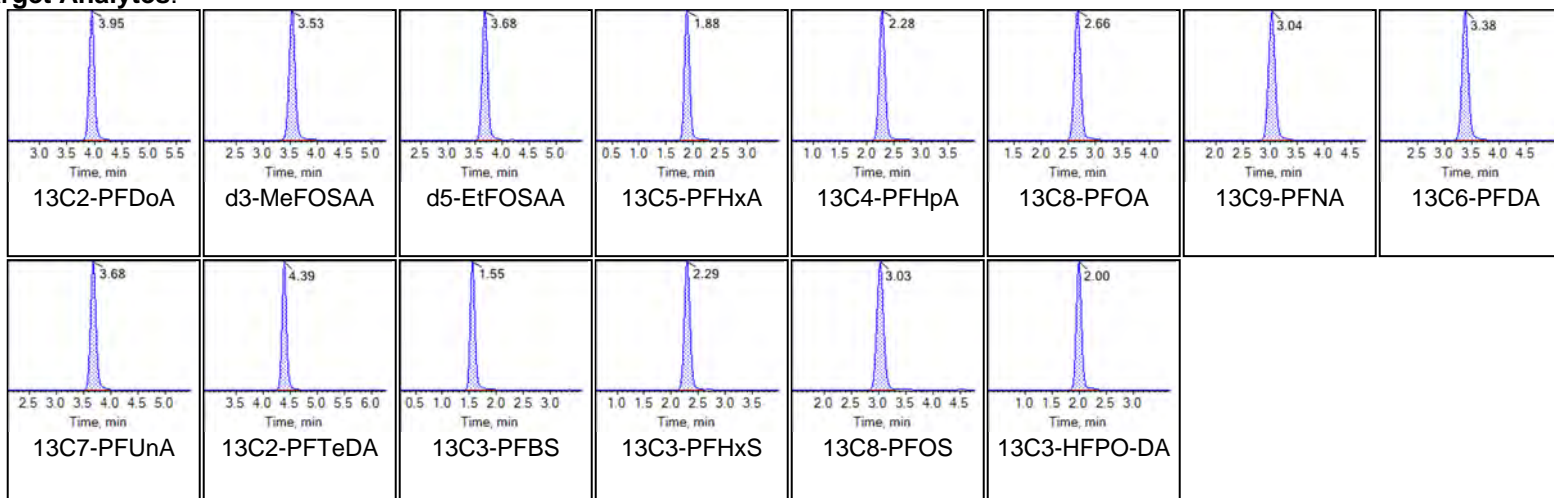 rget Analytes:
3.95 3.53 3.68 1.88 2.28 2.66 3.04 3.38
3.0 3.5 4.0 4.5 5.0 5.5 2.5 3.0 3.5 4.0 4.5 5.0 2.5 3.0 3.5 4.0 4.5 5.0 0.5 1.0 1.5 2.0 2.5 3.0 1.0 1.5 2.0 2.5 3.0 3.5 1.5 2.0 2.5 3.0 3.5 4.0 2.0 2.5 3.0 3.5 4.0 4.5 2.5 3.0 3.5 4.0 4.5
Time, min Time, min Time, min Time, min Time, min Time, min Time, min Time, min
13C2-PFDoA d3-MeFOSAA d5-EtFOSAA 13C5-PFHxA 13C4-PFHpA 13C8-PFOA 13C9-PFNA 13C6-PFDA
3.68 4.39 1.55 2.29 3.03 2.00
2.5 3.0 3.5 4.0 4.5 5.0 3.5 4.0 4.5 5.0 5.5 6.0 0.5 1.0 1.5 2.0 2.5 3.0 1.0 1.5 2.0 2.5 3.0 3.5 2.0 2.5 3.0 3.5 4.0 4.5 1.0 1.5 2.0 2.5 3.0
Time, min Time, min Time, min Time, min Time, min Time, min
13C7-PFUnA 13C2-PFTeDA 13C3-PFBS 13C3-PFHxS 13C8-PFOS 13C3-HFPO-DA